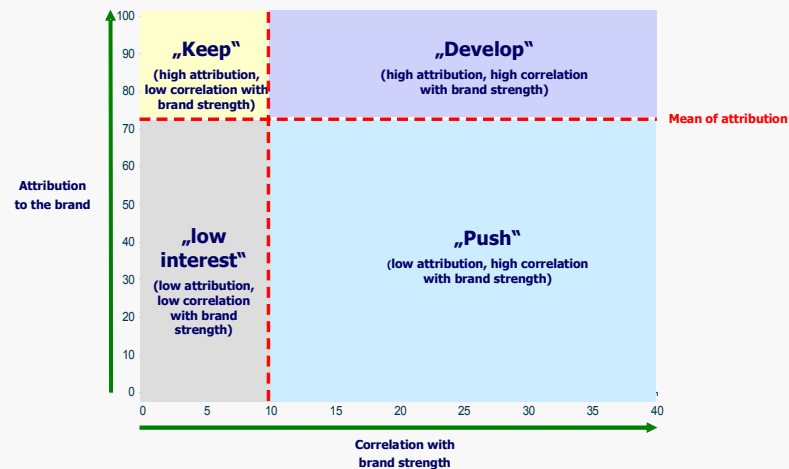 100
90
80
70
60
50
40
30
20
10
0
Attribution
to the brand
„Keep“
(high attribution,
low correlation with
brand strength)
„Develop“
(high attribution, high correlation
with brand strength)
Mean of attribution
„low
interest“
(low attribution,
low correlation
with brand
strength)
„Push“
(low attribution, high correlation
with brand strength)
0 5 10 15 20 25 30 35 40
Correlation with
brand strength